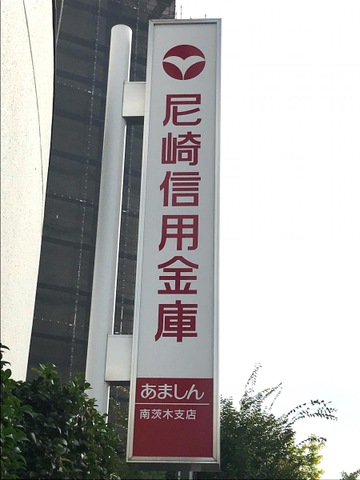 尼崎信用金庫
あましん
南茨木支店